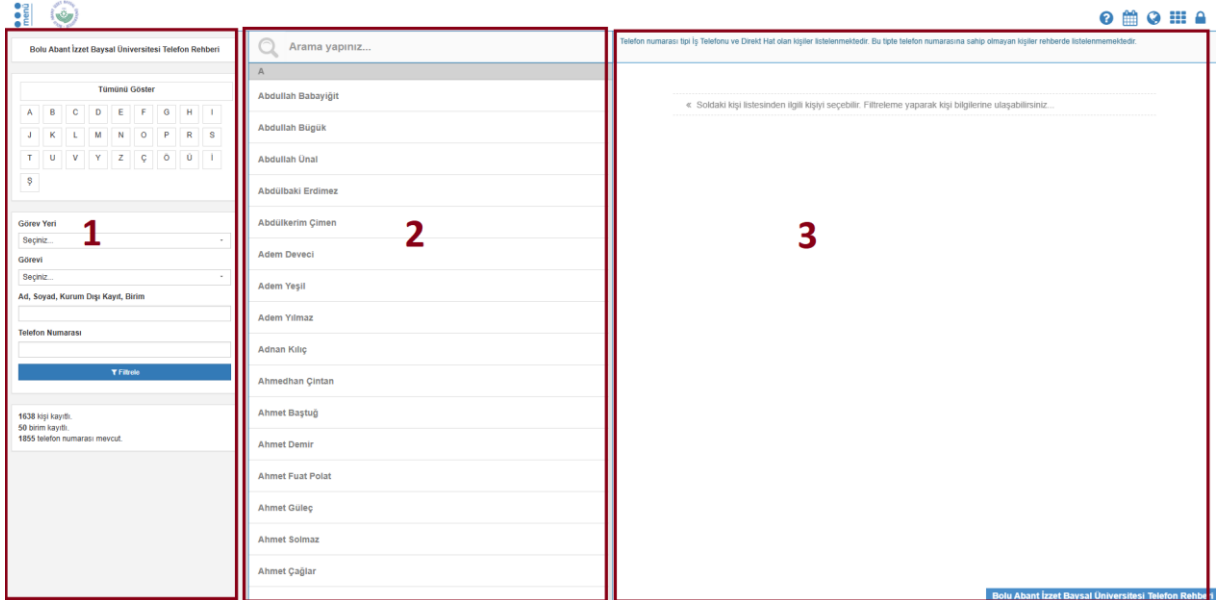 menü
Bolu Abant İzzet Baysal Üniversitesi Telefon Rehberi
Tümünü Göster
A B C D E F G H I
J K L M N O P R S
T U V Y Z Ç Ö Ü İ
Ş
Görev Yeri
1
Seçiniz...
Görevi
Seçiniz...
Ad, Soyad, Kurum Dışı Kayıt, Birim
Telefon Numarası
Filtrele
1638 kişi kayıtlı.
50 birim kayıtlı.
1855 telefon numarası mevcut.
Arama yapınız...
A
Abdullah Babayiğit
Abdullah Bügük
Abdullah Ünal
Abdülbaki Erdimez
Abdülkerim Çimen
2
Adem Deveci
Adem Yeşil
Adem Yılmaz
Adnan Kılıç
Ahmedhan Çintan
Ahmet Baştuğ
Ahmet Demir
Ahmet Fuat Polat
Ahmet Güleç
Ahmet Solmaz
Ahmet Çağlar
Telefon numarası tipi İş Telefonu ve Direkt Hat olan kişiler listelenmektedir. Bu tipte telefon numarasına sahip olmayan kişiler rehberde listelenmemektedir.
« Soldaki kişi listesinden ilgili kişiyi seçebilir. Filtreleme yaparak kişi bilgilerine ulaşabilirsiniz...
3
Bolu Abant İzzet Baysal Üniversitesi Telefon Rehberi